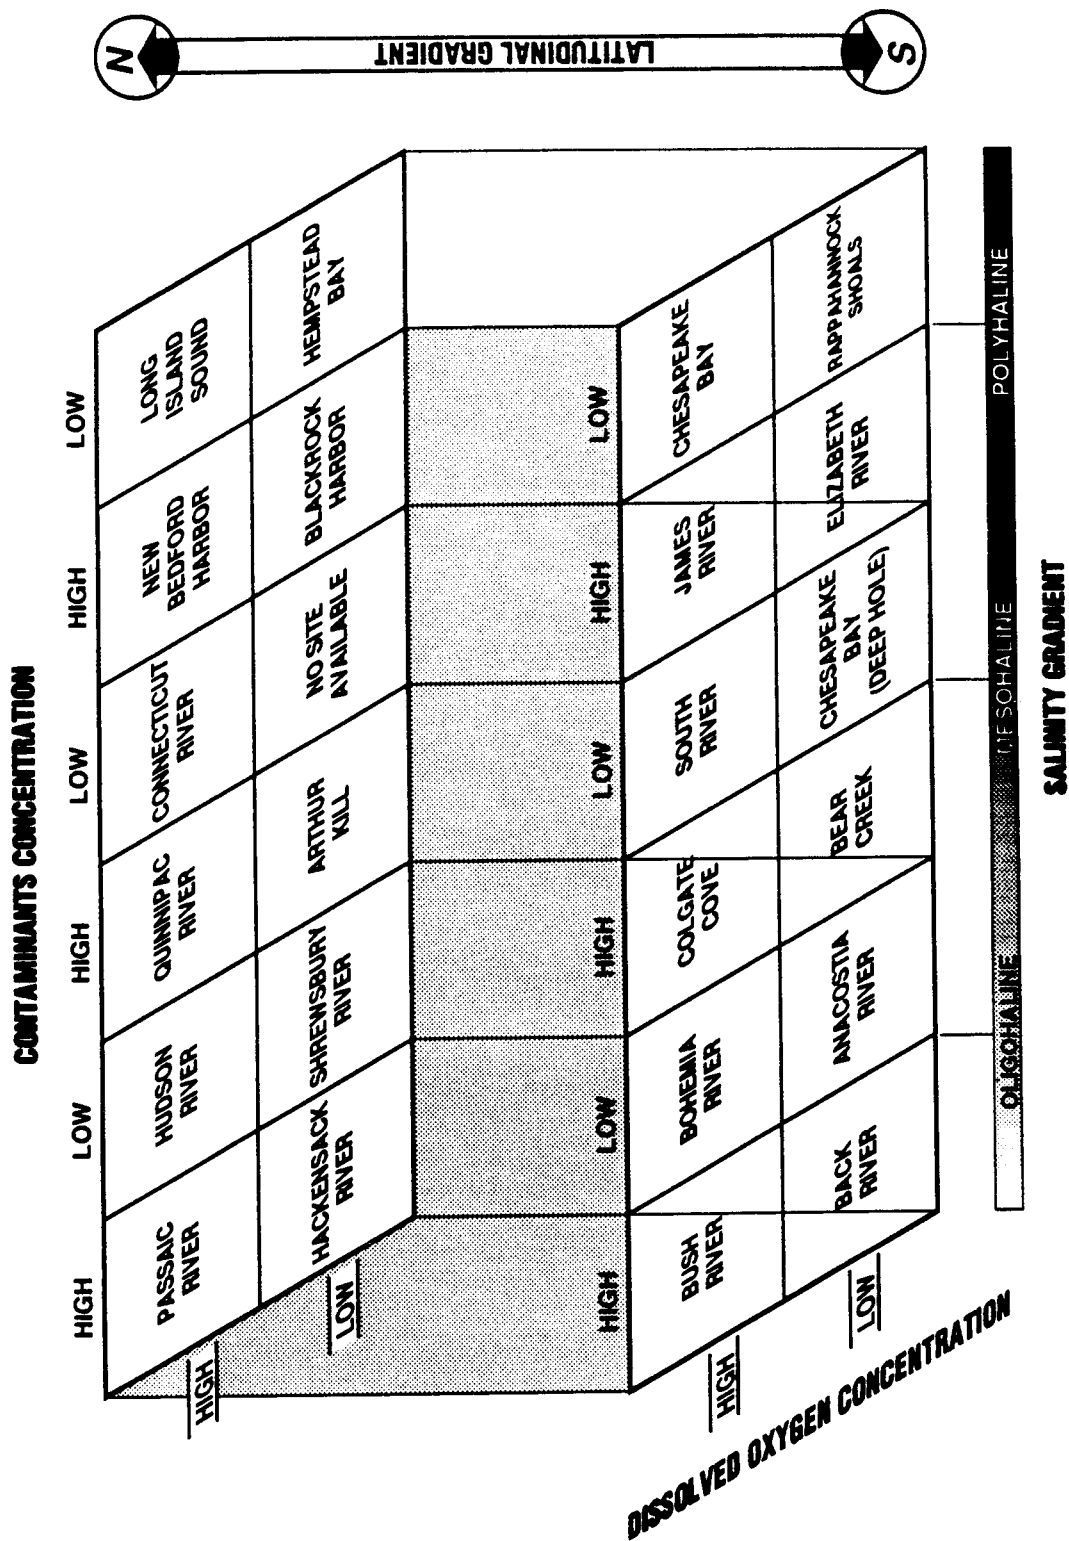 CONTAMINANTS CONCENTRATION
HIGH
LOW
HIGH
LOW
HIGH
LOW
PASSAIC
RIVER
HUDSON
RIVER
QUINNIPAC
RIVER
CONNECTICUT
RIVER
NEW
BEDFORD
HARBOR
LONG
ISLAND
SOUND
HIGH
HACKENSACK
RIVER
SHREWSBURY
RIVER
ARTHUR
KILL
NO SITE
AVAILABLE
BLACKROCK
HARBOR
HEMPSTEAD
BAY
LOW
HIGH
LOW
HIGH
LOW
HIGH
LOW
BUSH
RIVER
BOHEMIA
RIVER
COLGATE
COVE
SOUTH
RIVER
JAMES
RIVER
CHESAPEAKE
BAY
HIGH
BACK
RIVER
ANACOSTIA
RIVER
BEAR
CREEK
CHESAPEAKE
BAY
(DEEP HOLE)
ELIZABETH
RIVER
RAPPAHANNOCK
SHOALS
LOW
DISSOLVED OXYGEN CONCENTRATION
OLIGOHALINE
MESOHALINE
POLYHALINE
SALINITY GRADIENT
N
LATITUDINAL GRADIENT
S